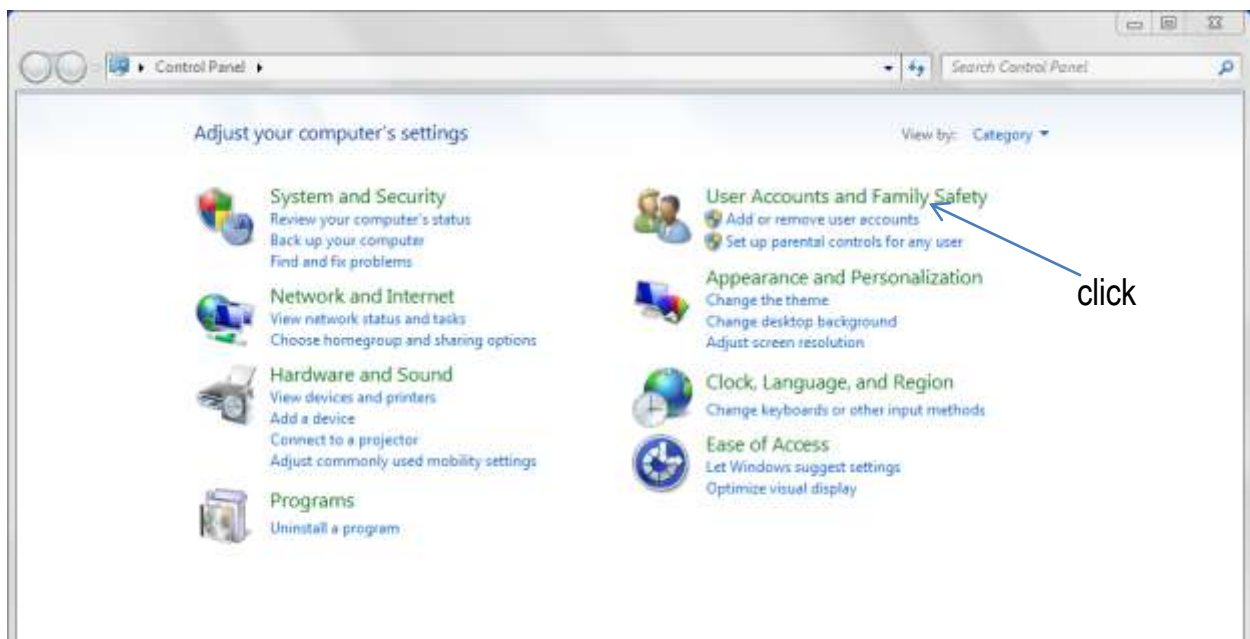 Control Panel
Search Control Panel
Adjust your computer's settings
View by: Category
System and Security
Review your computer's status
Back up your computer
Find and fix problems
Network and Internet
View network status and tasks
Choose homegroup and sharing options
Hardware and Sound
View devices and printers
Add a device
Connect to a projector
Adjust commonly used mobility settings
Programs
Uninstall a program
User Accounts and Family Safety
Add or remove user accounts
Set up parental controls for any user
click
Appearance and Personalization
Change the theme
Change desktop background
Adjust screen resolution
Clock, Language, and Region
Change keyboards or other input methods
Ease of Access
Let Windows suggest settings
Optimize visual display